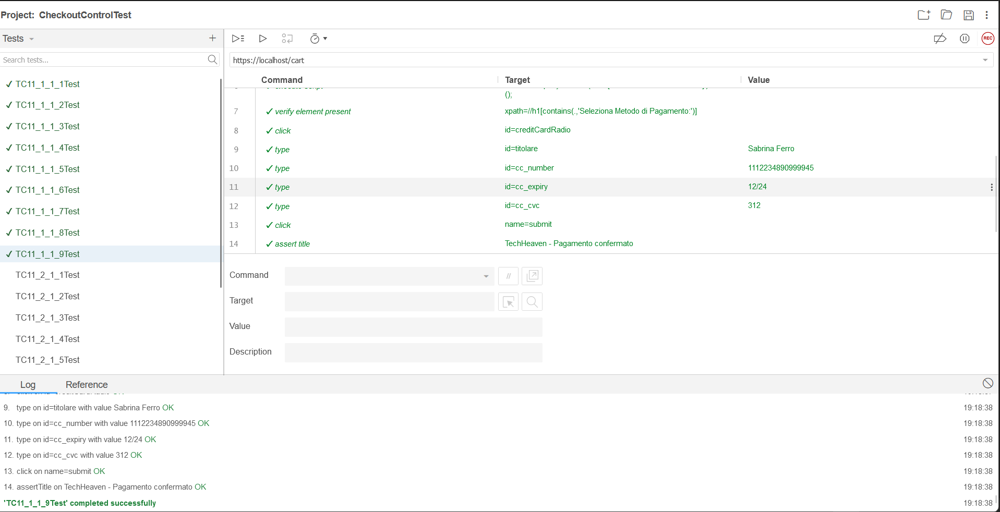 Project: CheckoutControlTest
Tests
Search tests...
✓ TC11_1_1_1Test
✓ TC11_1_1_2Test
✓ TC11_1_1_3Test
✓ TC11_1_1_4Test
✓ TC11_1_1_5Test
✓ TC11_1_1_6Test
✓ TC11_1_1_7Test
✓ TC11_1_1_8Test
✓ TC11_1_1_9Test
TC11_2_1_1Test
TC11_2_1_2Test
TC11_2_1_3Test
TC11_2_1_4Test
TC11_2_1_5Test
REC
https://localhost/cart
Command Target Value
();
7 ✓ verify element present xpath=//h1[contains(.,'Seleziona Metodo di Pagamento:')]
8 ✓ click id=creditCardRadio
9 ✓ type id=titolare Sabrina Ferro
10 ✓ type id=cc_number 1112234890999945
11 ✓ type id=cc_expiry 12/24
12 ✓ type id=cc_cvc 312
13 ✓ click name=submit
14 ✓ assert title TechHeaven - Pagamento confermato
Command //
Target
Value
Description
Log Reference
9. type on id=titolare with value Sabrina Ferro OK 19:18:38
10. type on id=cc_number with value 1112234890999945 OK 19:18:38
11. type on id=cc_expiry with value 12/24 OK 19:18:38
12. type on id=cc_cvc with value 312 OK 19:18:38
13. click on name=submit OK 19:18:38
14. assertTitle on TechHeaven - Pagamento confermato OK 19:18:38
'TC11_1_1_9Test' completed successfully 19:18:38